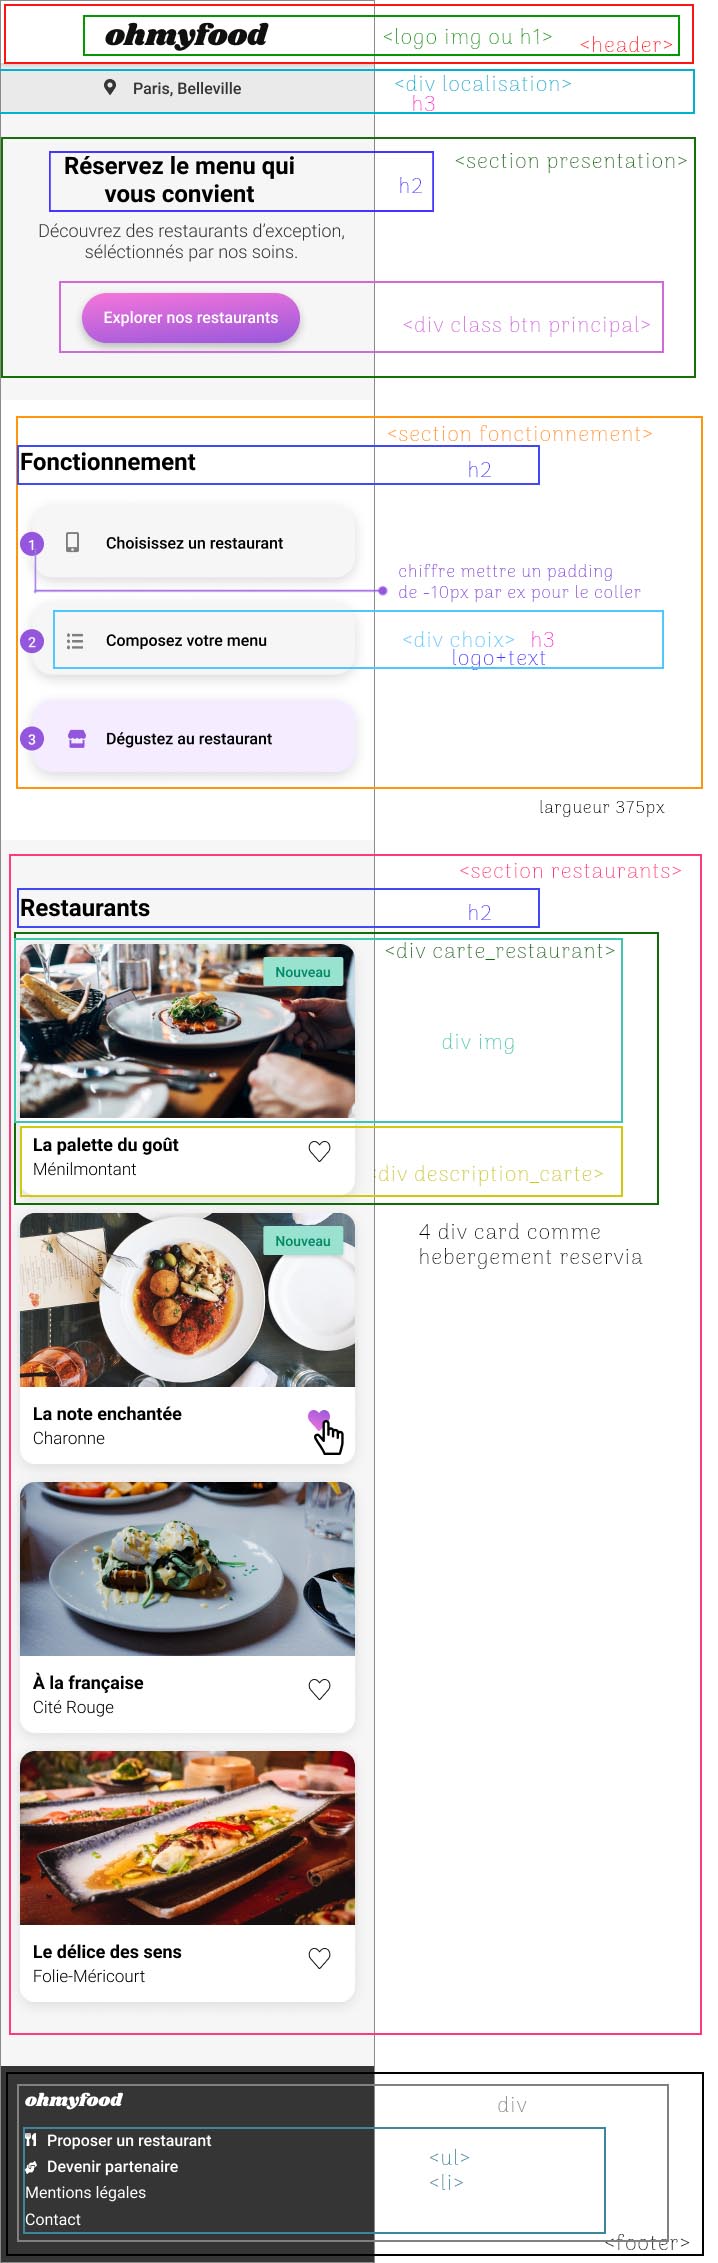 ohmyfood
<logo img ou h1>
<header>
Paris, Belleville
<div localisation>
h3
Réservez le menu qui
vous convient
<section presentation>
h2
Découvrez des restaurants d'exception,
séléctionnés par nos soins.
Explorer nos restaurants
<div class btn principal>
<section fonctionnement>
Fonctionnement
h2
1
Choisissez un restaurant
chiffre mettre un padding
de -10px par ex pour le coller
2
Composez votre menu
<div choix> h3
logo+text
3
Dégustez au restaurant
largueur 375px
<section restaurants>
Restaurants
h2
<div carte_restaurant>
Nouveau
div img
La palette du goût
Ménilmontant
<div description_carte>
Nouveau
4 div card comme
hebergement reservia
La note enchantée
Charonne
À la française
Cité Rouge
Le délice des sens
Folie-Méricourt
ohmyfood
div
Proposer un restaurant
Devenir partenaire
Mentions légales
Contact
<ul>
<li>
<footer>